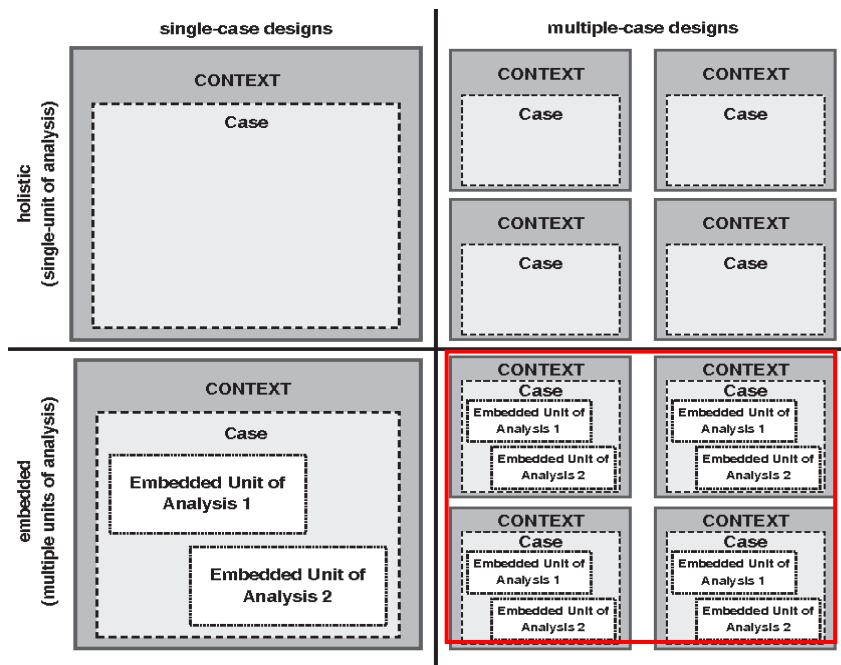 single-case designs
multiple-case designs
holistic
(single-unit of analysis)
CONTEXT
Case
CONTEXT
Case
CONTEXT
Case
CONTEXT
Case
CONTEXT
Case
embedded
(multiple units of analysis)
CONTEXT
Case
Embedded Unit of
Analysis 1
Embedded Unit of
Analysis 2
CONTEXT
Case
Embedded Unit of
Analysis 1
Embedded Unit of
Analysis 2
CONTEXT
Case
Embedded Unit of
Analysis 1
Embedded Unit of
Analysis 2
CONTEXT
Case
Embedded Unit of
Analysis 1
Embedded Unit of
Analysis 2
CONTEXT
Case
Embedded Unit of
Analysis 1
Embedded Unit of
Analysis 2